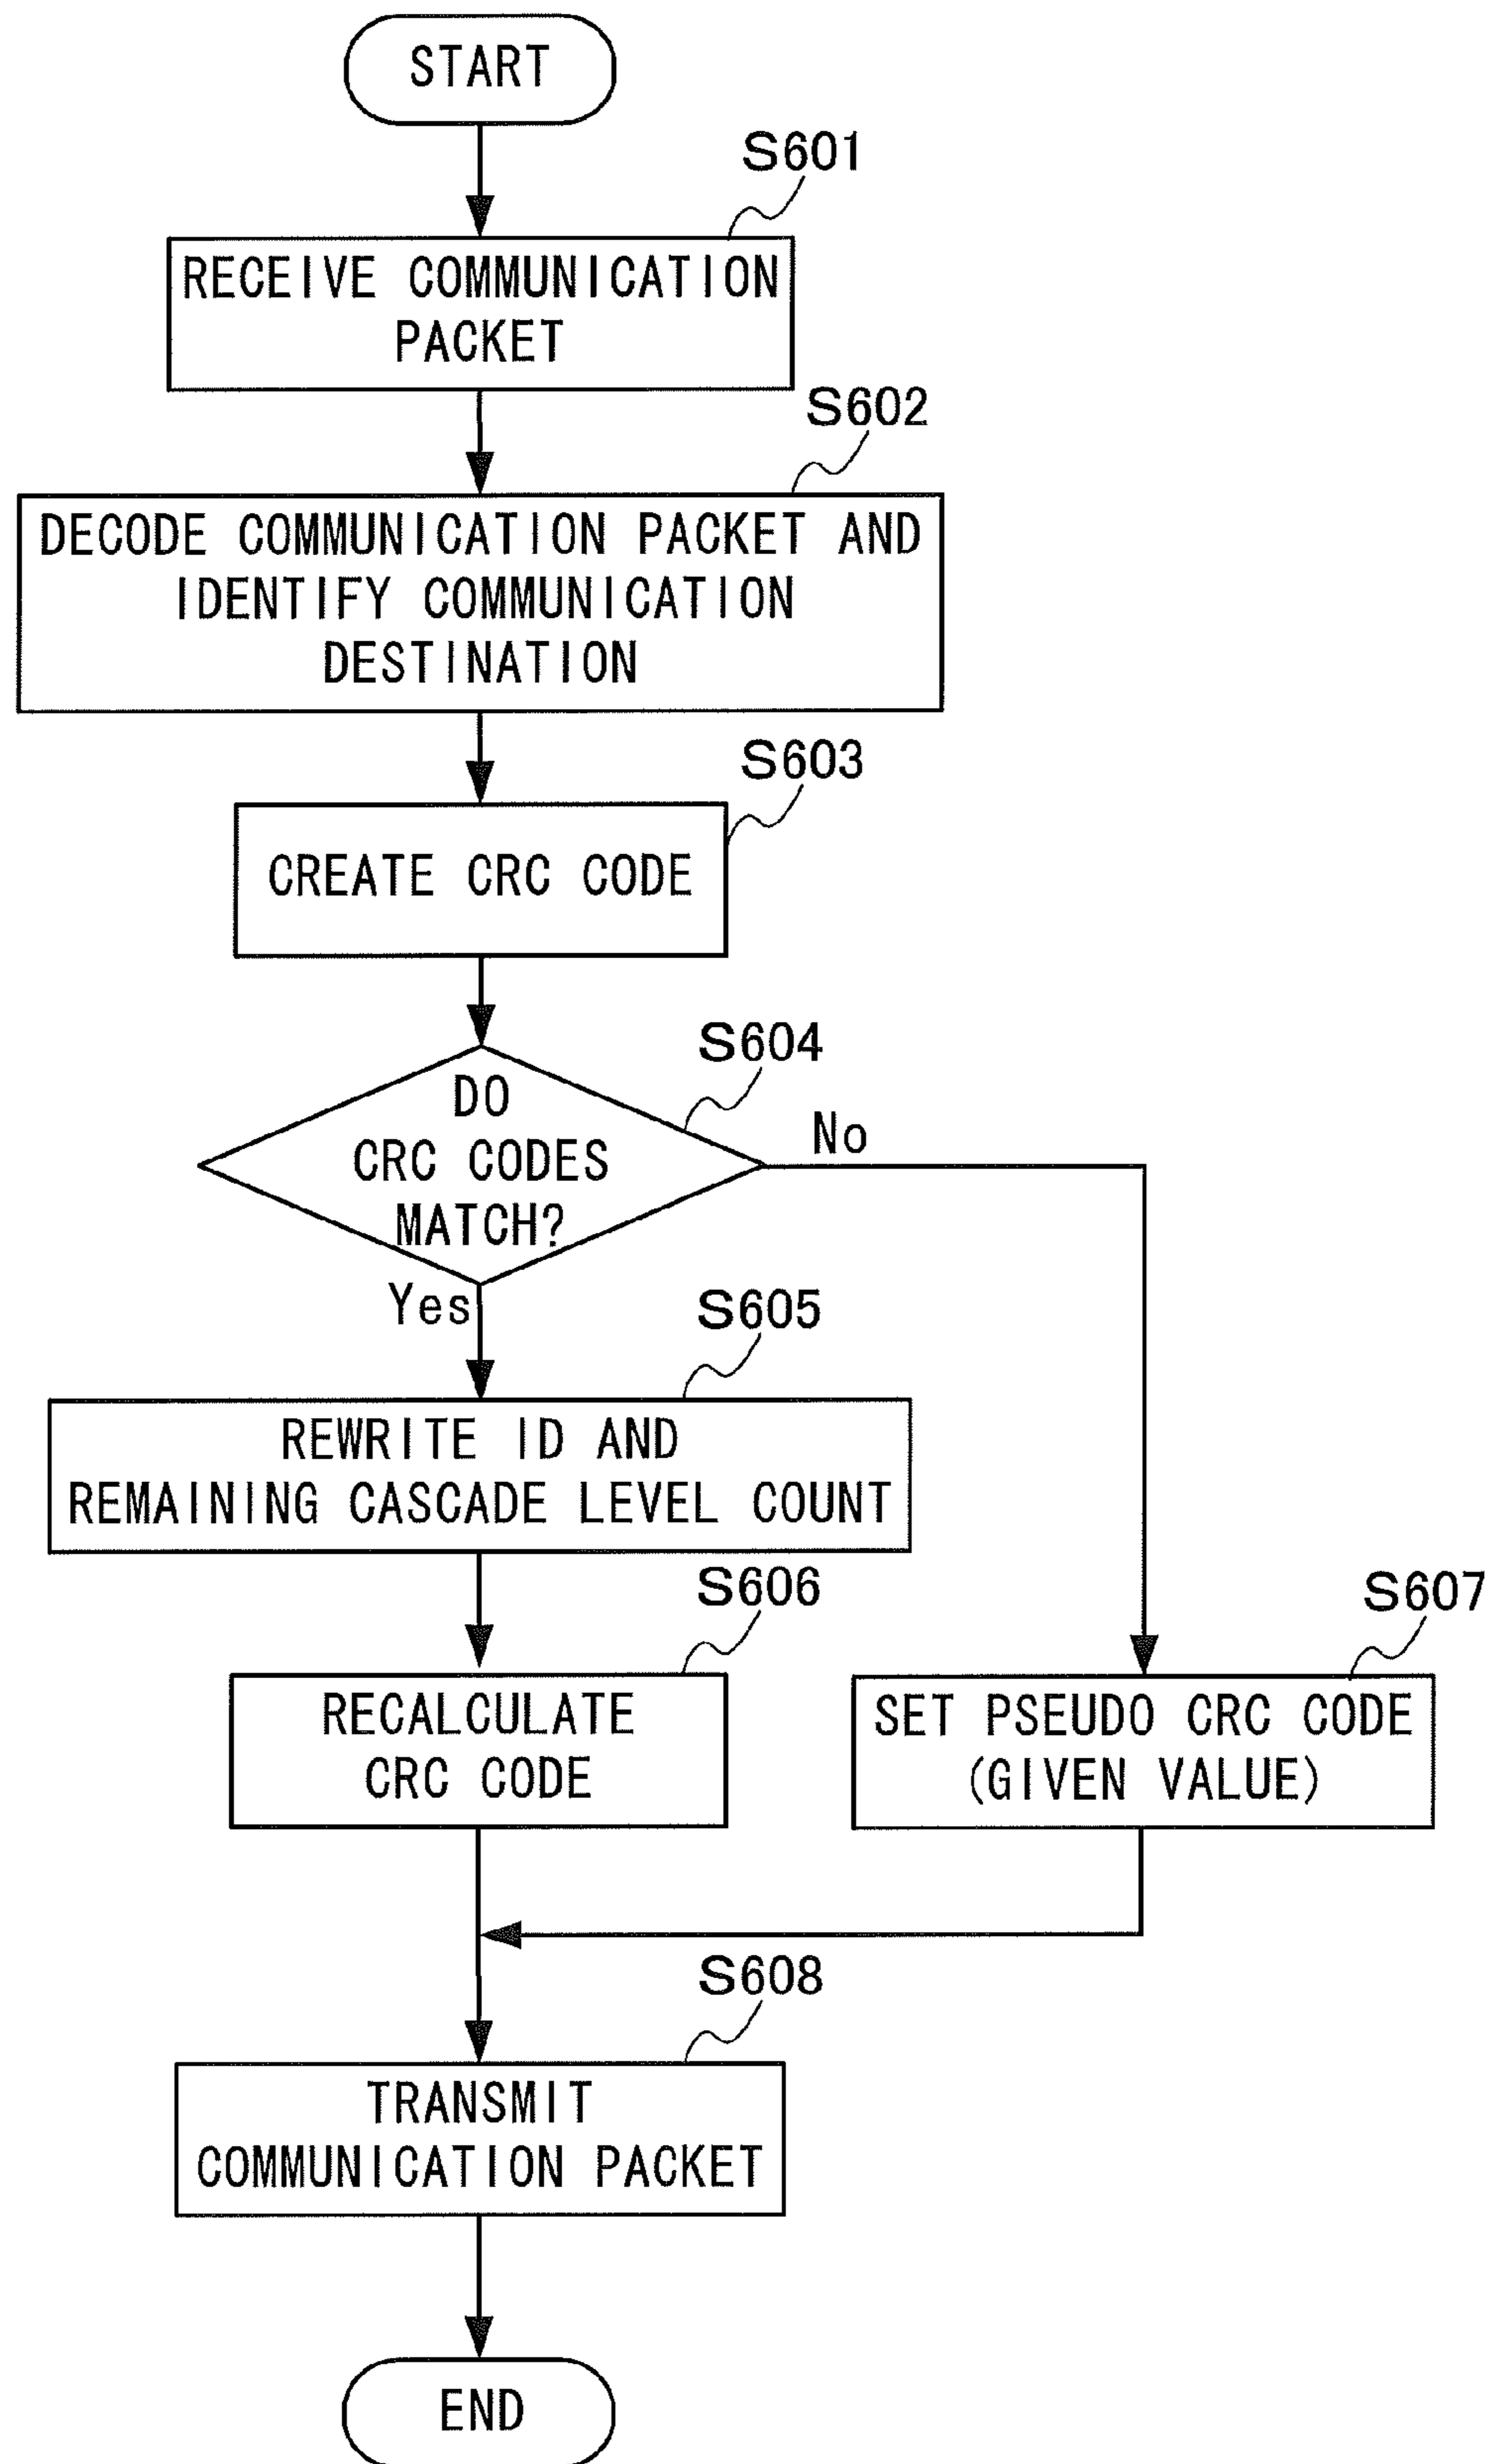 START
S601
RECEIVE COMMUNICATION
PACKET
S602
DECODE COMMUNICATION PACKET AND
IDENTIFY COMMUNICATION
DESTINATION
S603
CREATE CRC CODE
S604
DO
CRC CODES
MATCH?
No
Yes
S605
REWRITE ID AND
REMAINING CASCADE LEVEL COUNT
S606
RECALCULATE
CRC CODE
S607
SET PSEUDO CRC CODE
(GIVEN VALUE)
S608
TRANSMIT
COMMUNICATION PACKET
END